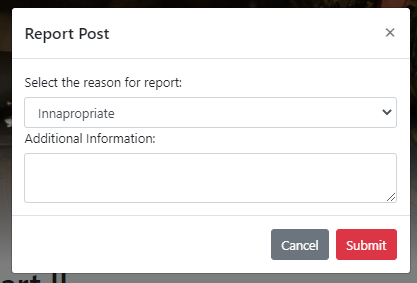 Report Post ×
Select the reason for report:
Innapropriate
Additional Information:
Cancel Submit